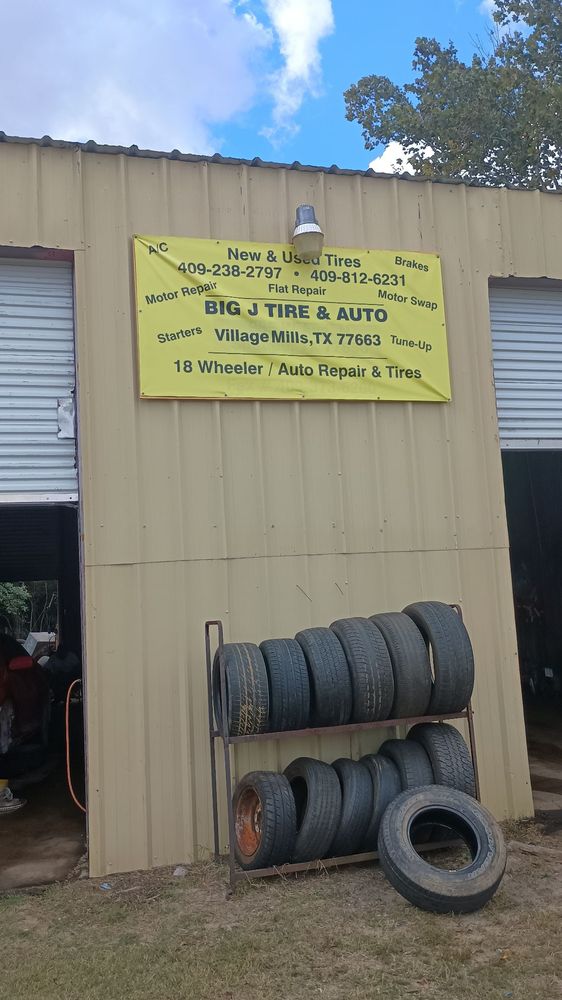 A/C
New & Used Tires
Brakes
409-238-2797 • 409-812-6231
Motor Repair
Flat Repair
Motor Swap
BIG J TIRE & AUTO
Starters
Village Mills, TX 77663
Tune-Up
18 Wheeler / Auto Repair & Tires